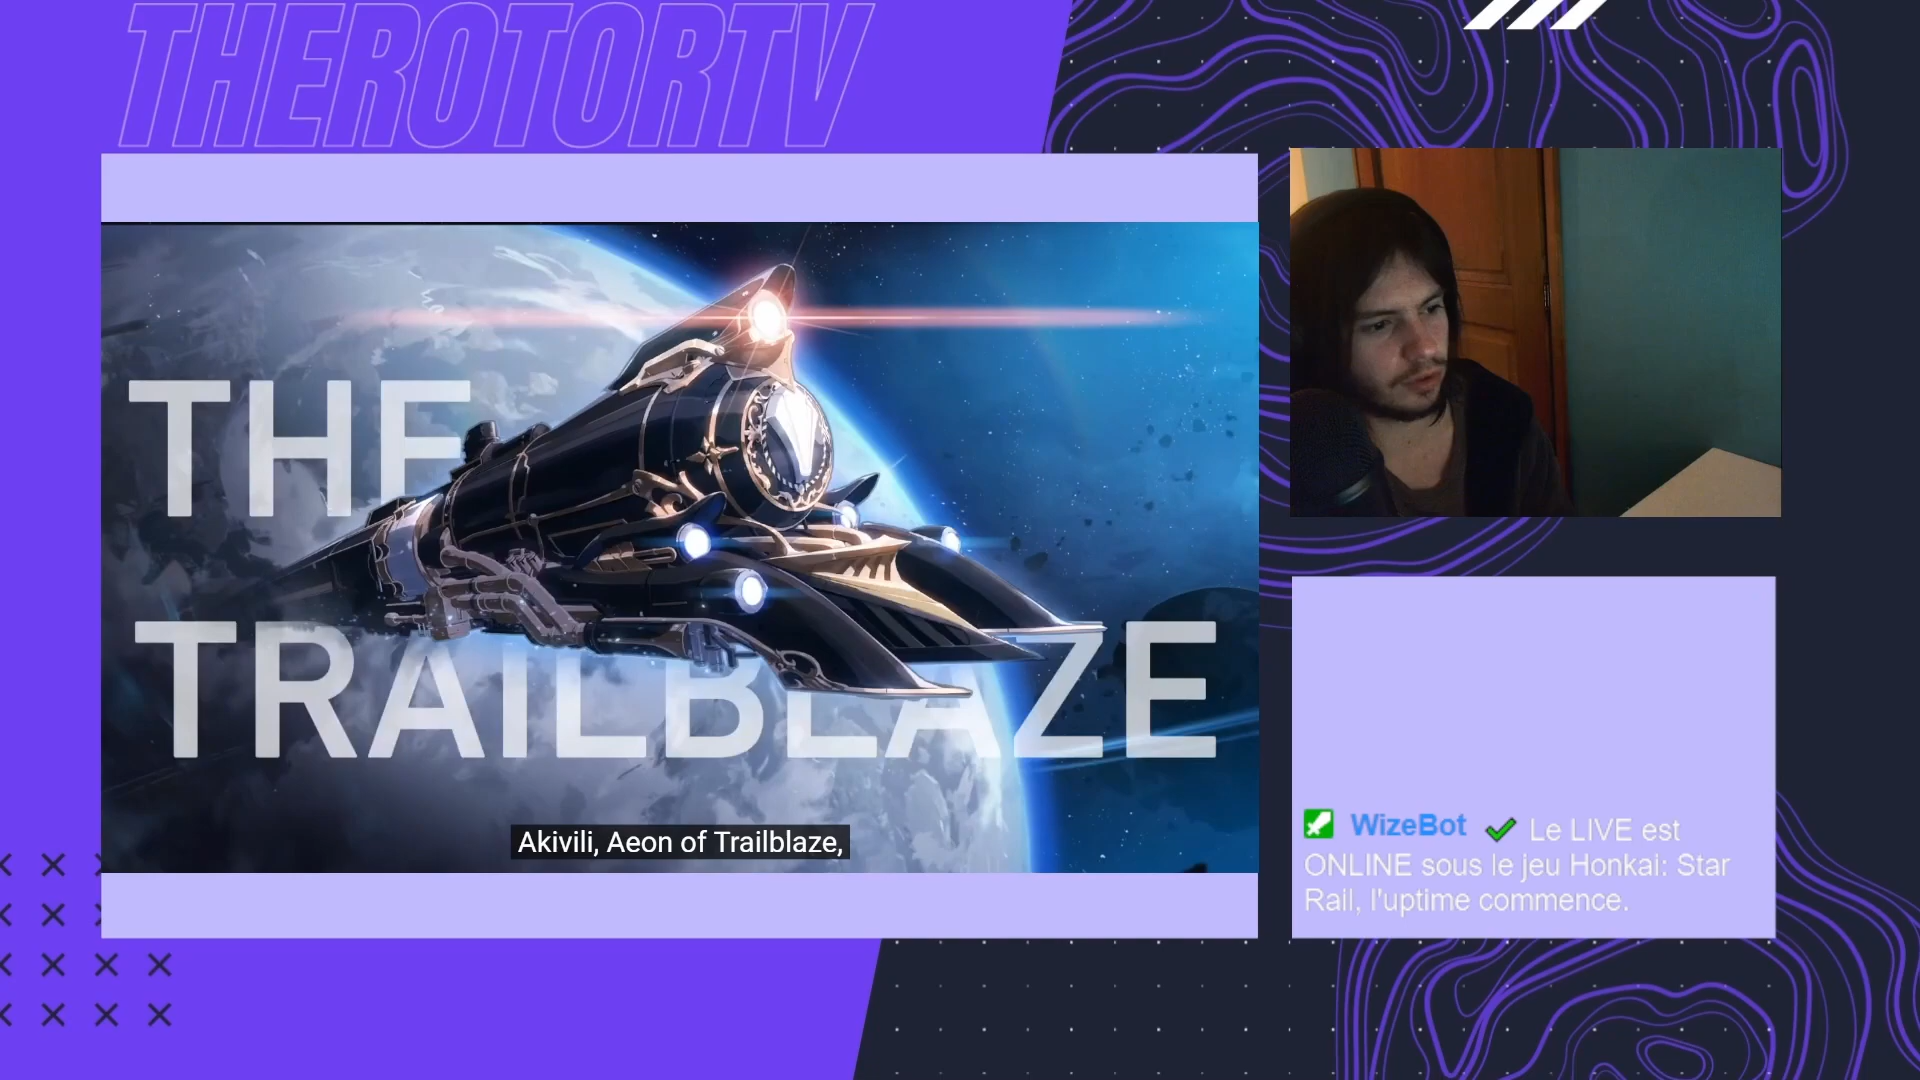 THEROTORTV
THE
TRAILBLAZE
Akivili, Aeon of Trailblaze,
WizeBot Le LIVE est
ONLINE sous le jeu Honkai: Star
Rail, l'uptime commence.